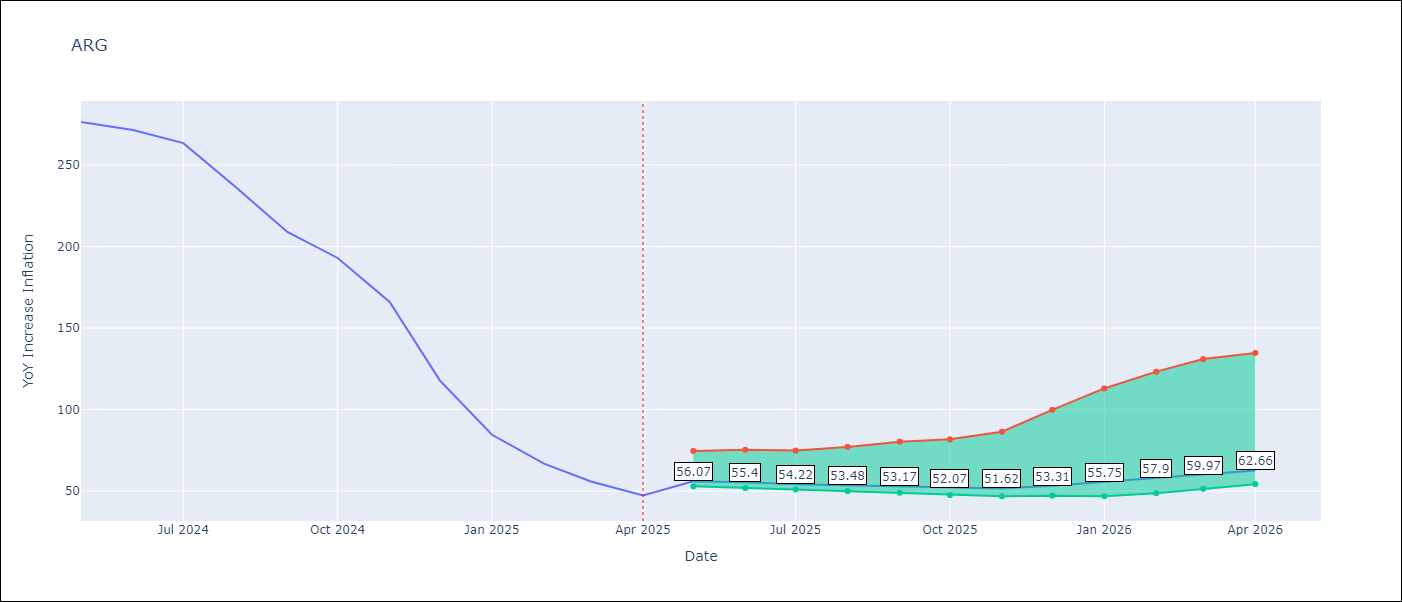 ARG
YoY Increase Inflation
250
200
150
100
50
56.07
55.4
54.22
53.48
53.17
52.07
51.62
53.31
55.75
57.9
59.97
62.66
Jul 2024
Oct 2024
Jan 2025
Apr 2025
Jul 2025
Oct 2025
Jan 2026
Apr 2026
Date